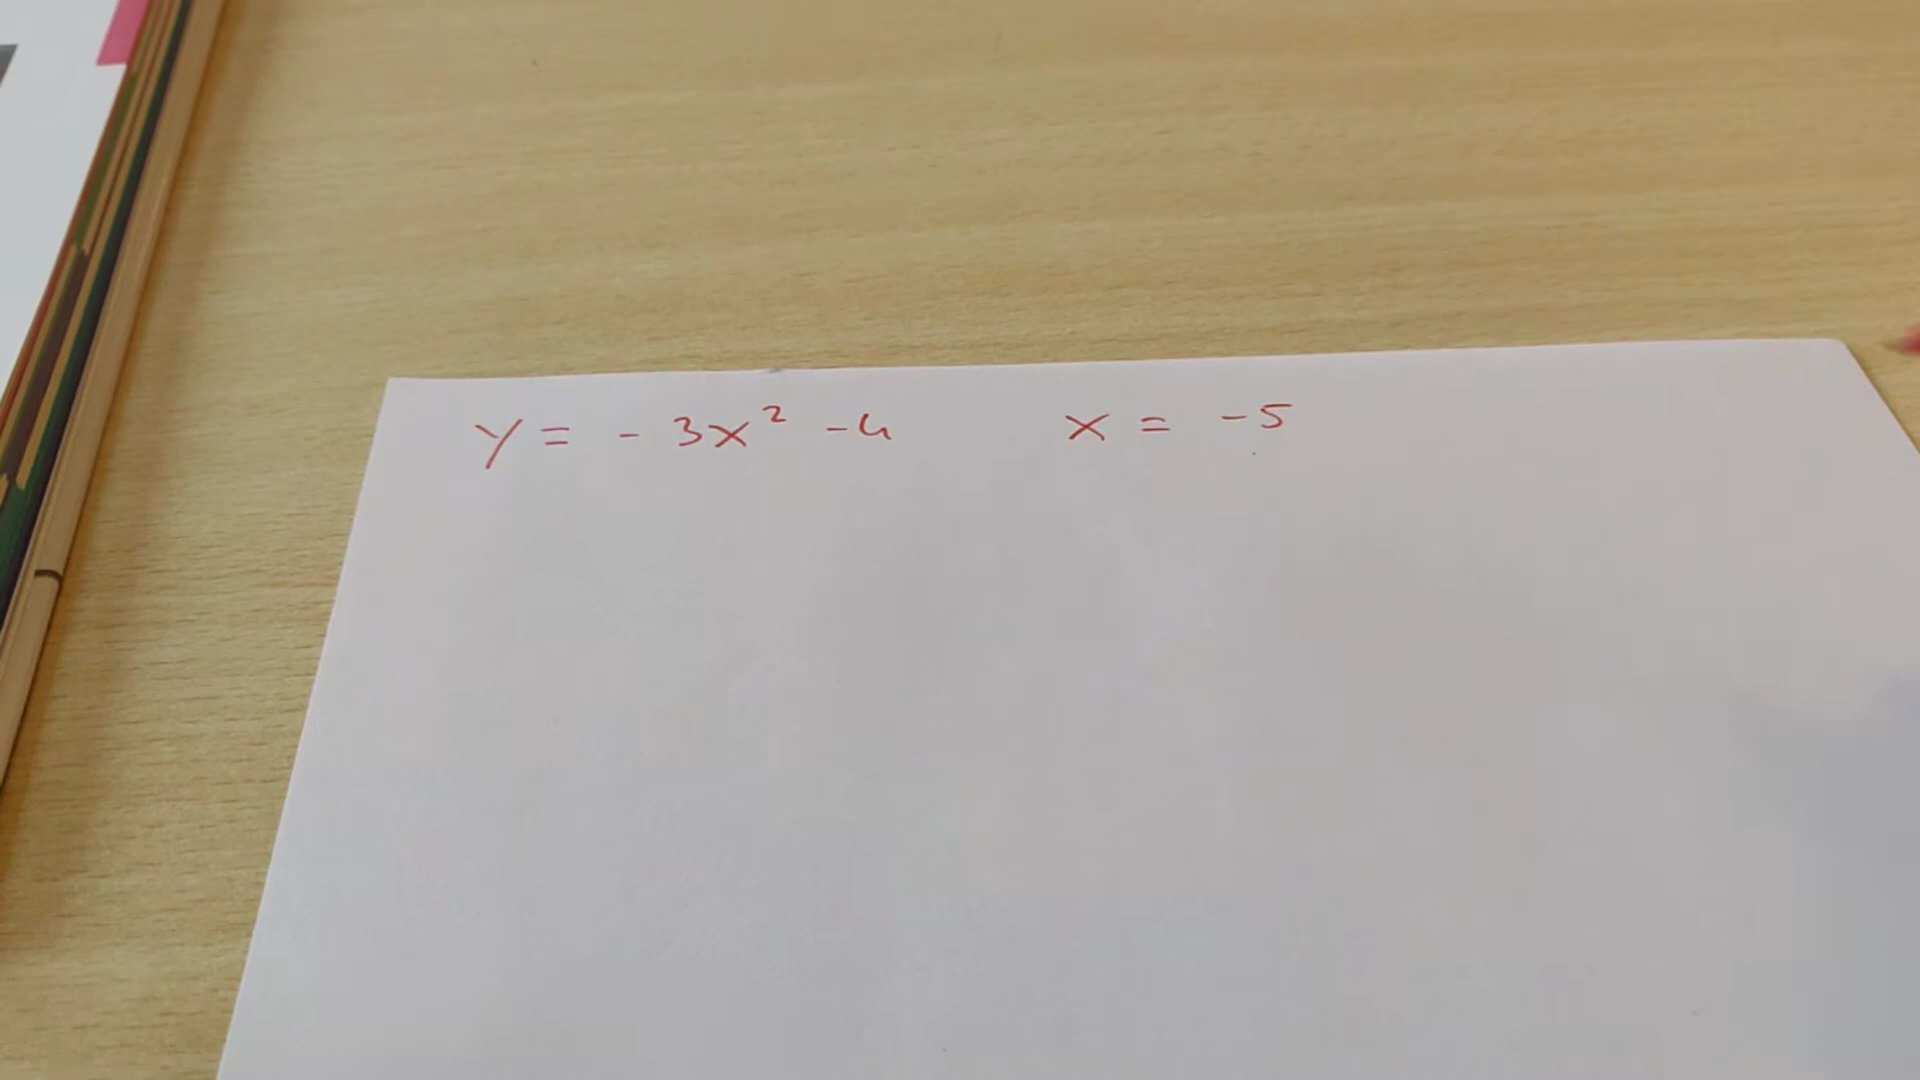 y = - 3x² - 4 x = -5